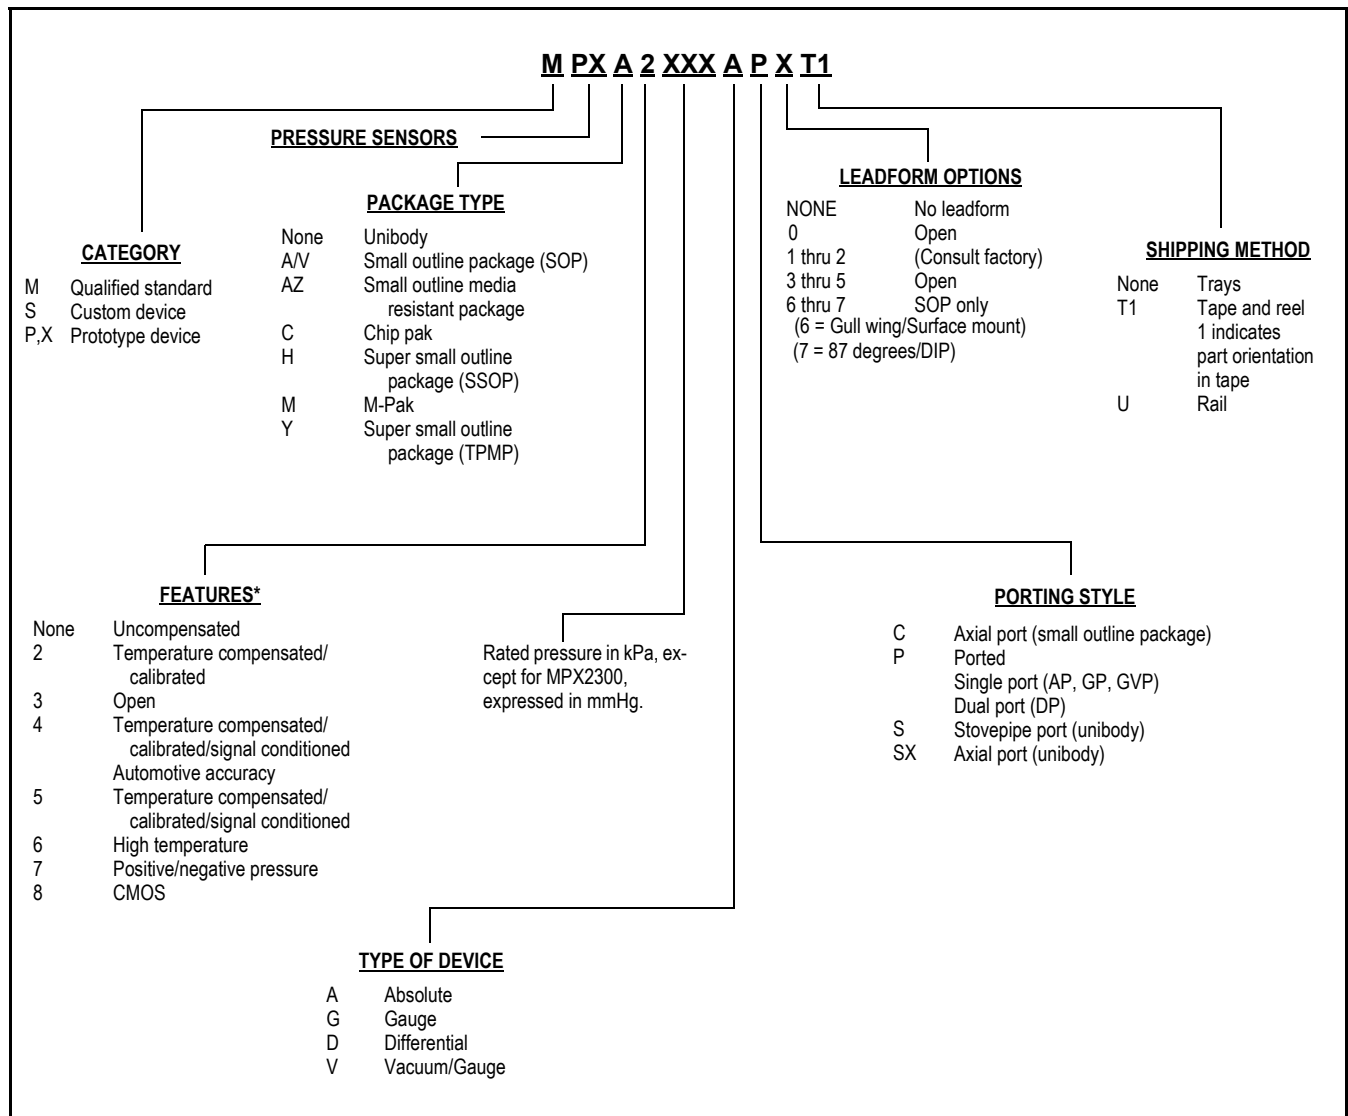 M PX A 2 XXX A P X T1
PRESSURE SENSORS
CATEGORY
M Qualified standard
S Custom device
P,X Prototype device
PACKAGE TYPE
None Unibody
A/V Small outline package (SOP)
AZ Small outline media
resistant package
C Chip pak
H Super small outline
package (SSOP)
M M-Pak
Y Super small outline
package (TPMP)
LEADFORM OPTIONS
NONE No leadform
0 Open
1 thru 2 (Consult factory)
3 thru 5 Open
6 thru 7 SOP only
(6 = Gull wing/Surface mount)
(7 = 87 degrees/DIP)
SHIPPING METHOD
None Trays
T1 Tape and reel
1 indicates
part orientation
in tape
U Rail
FEATURES*
None Uncompensated
2 Temperature compensated/
calibrated
3 Open
4 Temperature compensated/
calibrated/signal conditioned
Automotive accuracy
5 Temperature compensated/
calibrated/signal conditioned
6 High temperature
7 Positive/negative pressure
8 CMOS
Rated pressure in kPa, ex-
cept for MPX2300,
expressed in mmHg.
PORTING STYLE
C Axial port (small outline package)
P Ported
Single port (AP, GP, GVP)
Dual port (DP)
S Stovepipe port (unibody)
SX Axial port (unibody)
TYPE OF DEVICE
A Absolute
G Gauge
D Differential
V Vacuum/Gauge